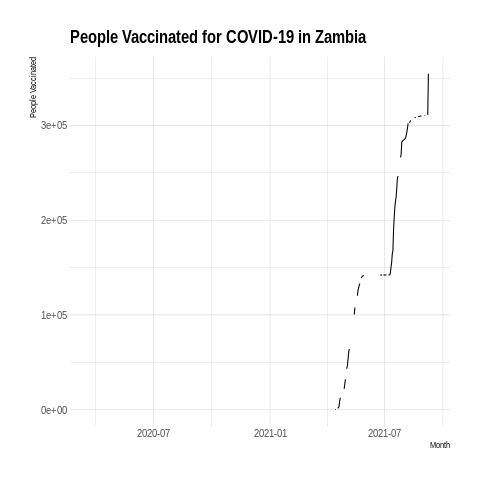 People Vaccinated for COVID-19 in Zambia
People Vaccinated
3e+05
2e+05
1e+05
0e+00
2020-07
2021-01
2021-07
Month